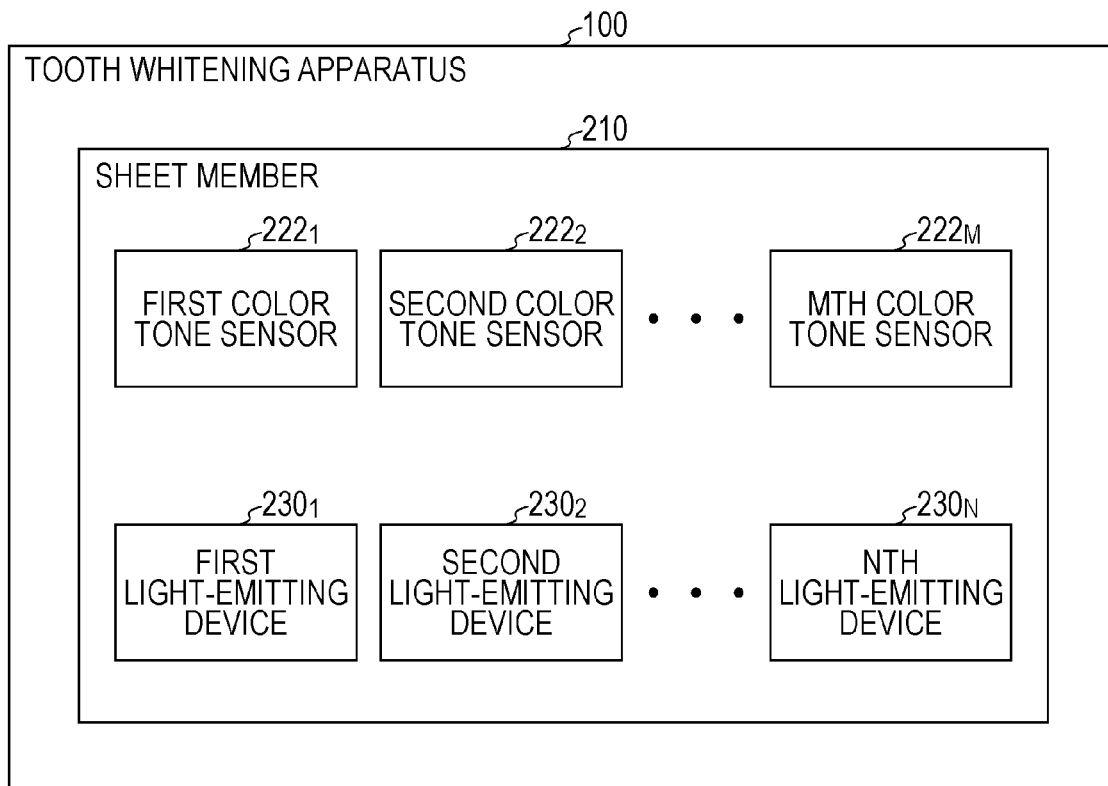 100
TOOTH WHITENING APPARATUS
210
SHEET MEMBER
222₁ 222₂ 222M
FIRST COLOR TONE SENSOR
SECOND COLOR TONE SENSOR
• • •
MTH COLOR TONE SENSOR
230₁ 230₂ 230N
FIRST LIGHT-EMITTING DEVICE
SECOND LIGHT-EMITTING DEVICE
• • •
NTH LIGHT-EMITTING DEVICE